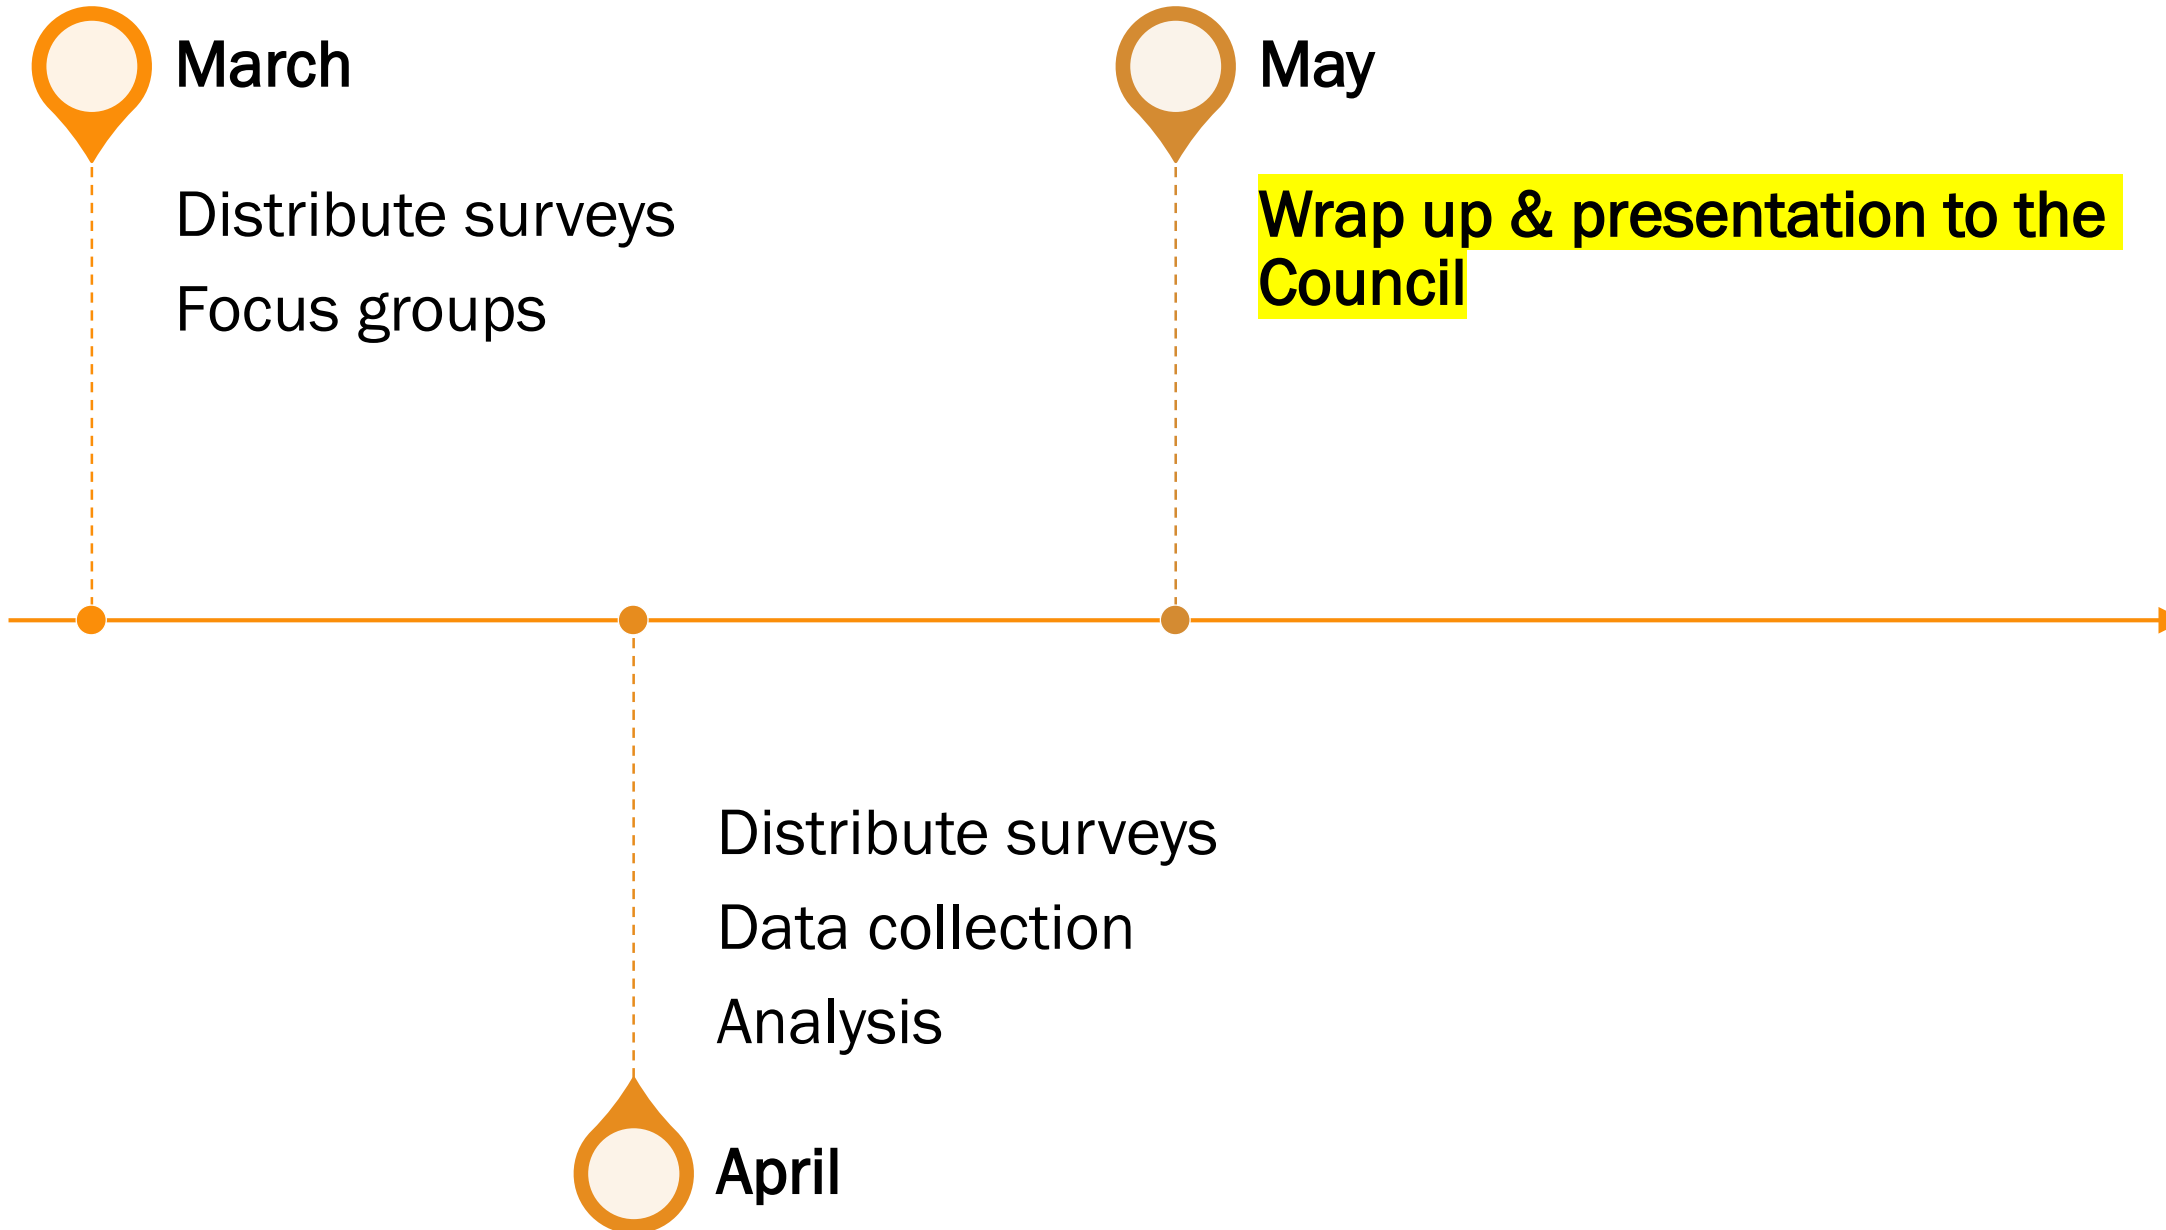 March
Distribute surveys
Focus groups
May
Wrap up & presentation to the
Council
Distribute surveys
Data collection
Analysis
April